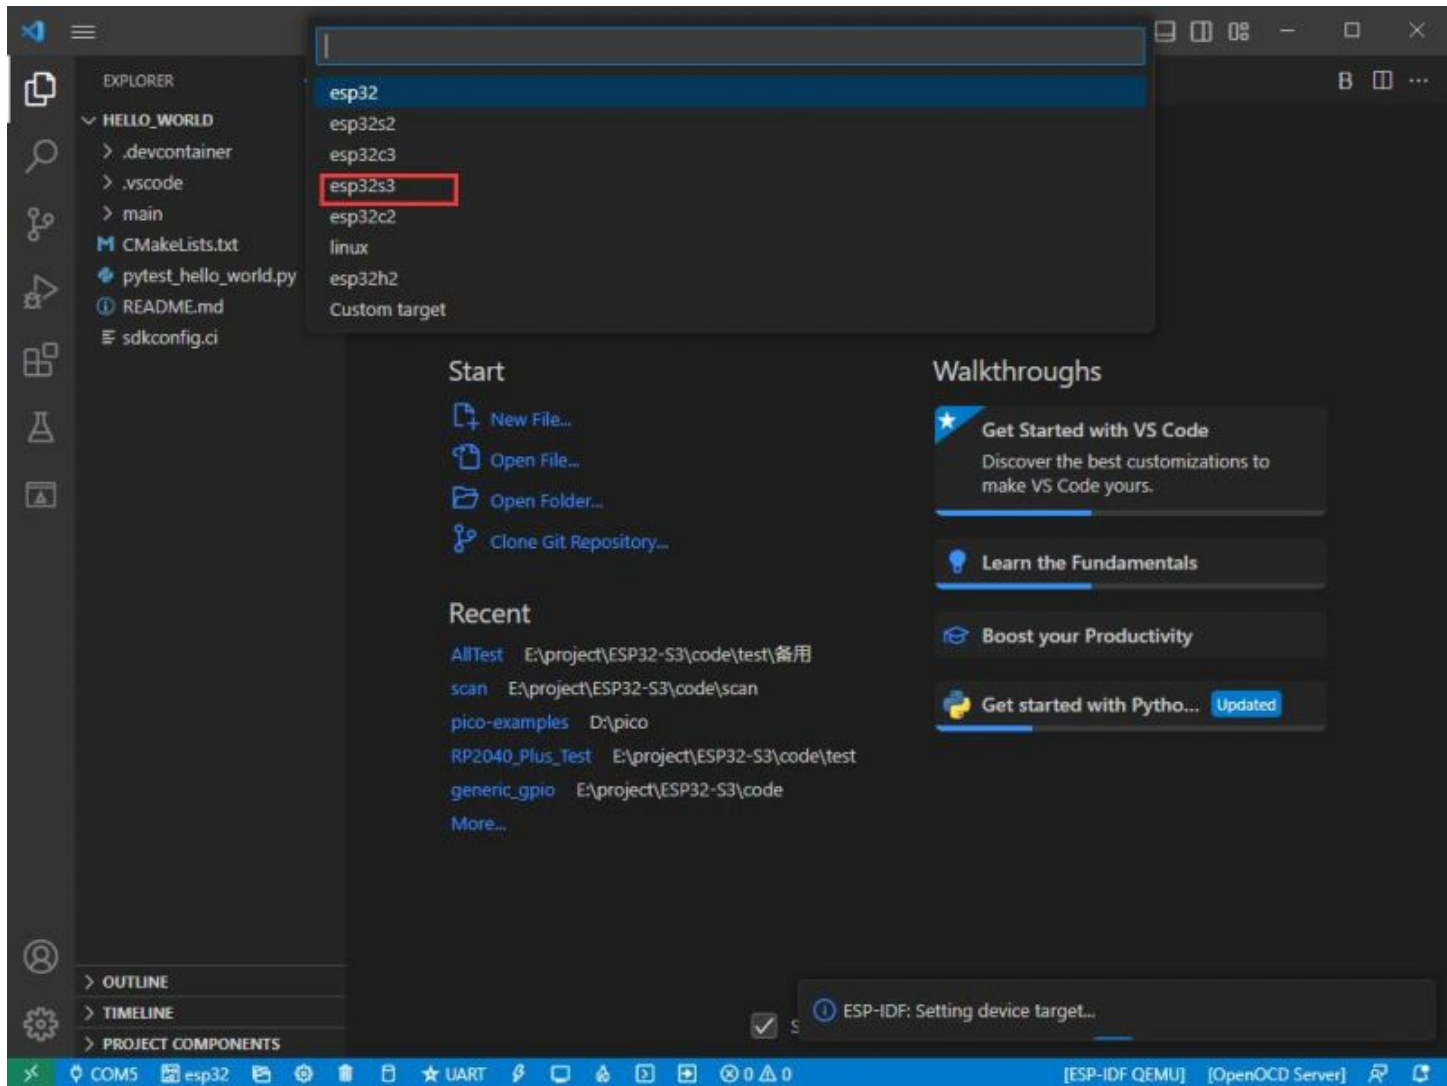 EXPLORER
HELLO_WORLD
.devcontainer
.vscode
main
CMakeLists.txt
pytest_hello_world.py
README.md
sdkconfig.ci
esp32
esp32s2
esp32c3
esp32s3
esp32c2
linux
esp32h2
Custom target
Start
New File...
Open File...
Open Folder...
Clone Git Repository...
Recent
AllTest E:\project\ESP32-S3\code\test\备用
scan E:\project\ESP32-S3\code\scan
pico-examples D:\pico
RP2040_Plus_Test E:\project\ESP32-S3\code\test
generic_gpio E:\project\ESP32-S3\code
More...
Walkthroughs
Get Started with VS Code
Discover the best customizations to
make VS Code yours.
Learn the Fundamentals
Boost your Productivity
Get started with Pytho... Updated
OUTLINE
TIMELINE
PROJECT COMPONENTS
ESP-IDF: Setting device target...
COM5 esp32 UART 0 0 [ESP-IDF QEMU] [OpenOCD Server]